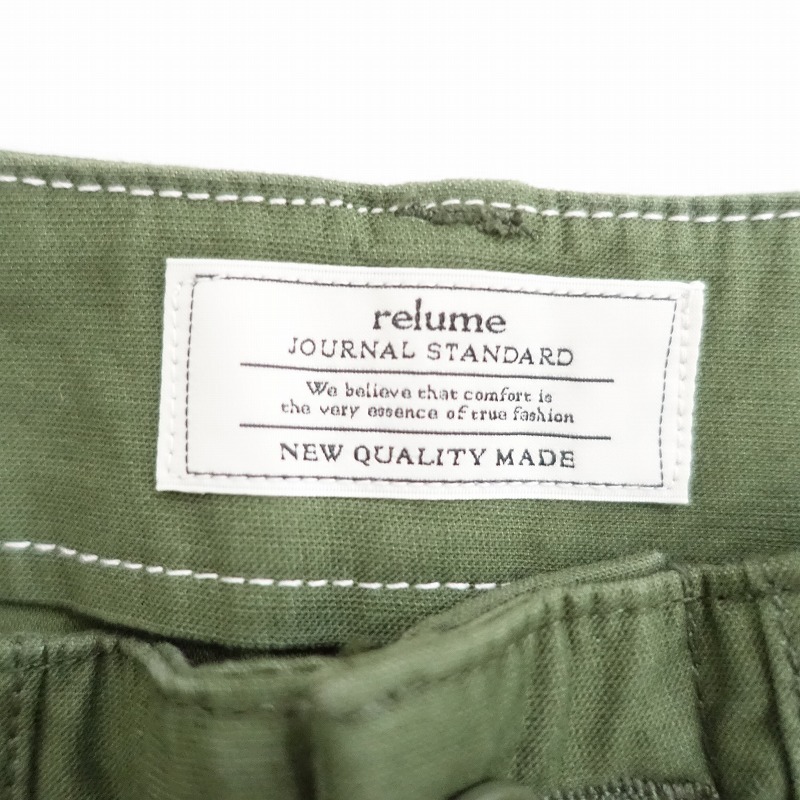 relume
JOURNAL STANDARD
We believe that comfort is
the very essence of true fashion
NEW QUALITY MADE